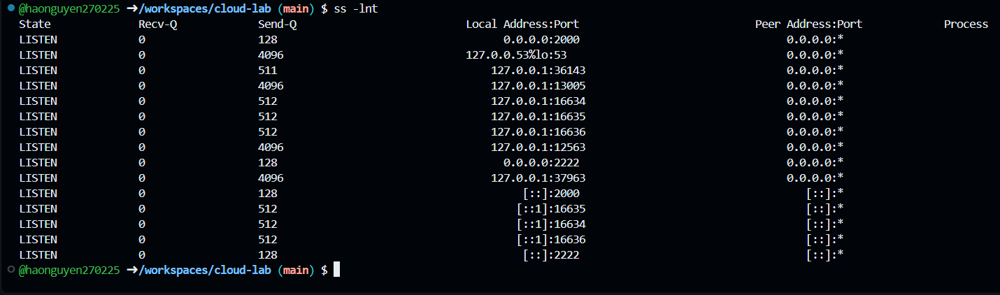 @haonguyen270225 ➜/workspaces/cloud-lab (main) $ ss -lnt
State Recv-Q Send-Q Local Address:Port Peer Address:Port Process
LISTEN 0 128 0.0.0.0:2000 0.0.0.0:*
LISTEN 0 4096 127.0.0.53%lo:53 0.0.0.0:*
LISTEN 0 511 127.0.0.1:36143 0.0.0.0:*
LISTEN 0 4096 127.0.0.1:13005 0.0.0.0:*
LISTEN 0 512 127.0.0.1:16634 0.0.0.0:*
LISTEN 0 512 127.0.0.1:16635 0.0.0.0:*
LISTEN 0 512 127.0.0.1:16636 0.0.0.0:*
LISTEN 0 4096 127.0.0.1:12563 0.0.0.0:*
LISTEN 0 128 0.0.0.0:2222 0.0.0.0:*
LISTEN 0 4096 127.0.0.1:37963 0.0.0.0:*
LISTEN 0 128 [::]:2000 [::]:*
LISTEN 0 512 [::1]:16635 [::]:*
LISTEN 0 512 [::1]:16634 [::]:*
LISTEN 0 512 [::1]:16636 [::]:*
LISTEN 0 128 [::]:2222 [::]:*
@haonguyen270225 ➜/workspaces/cloud-lab (main) $